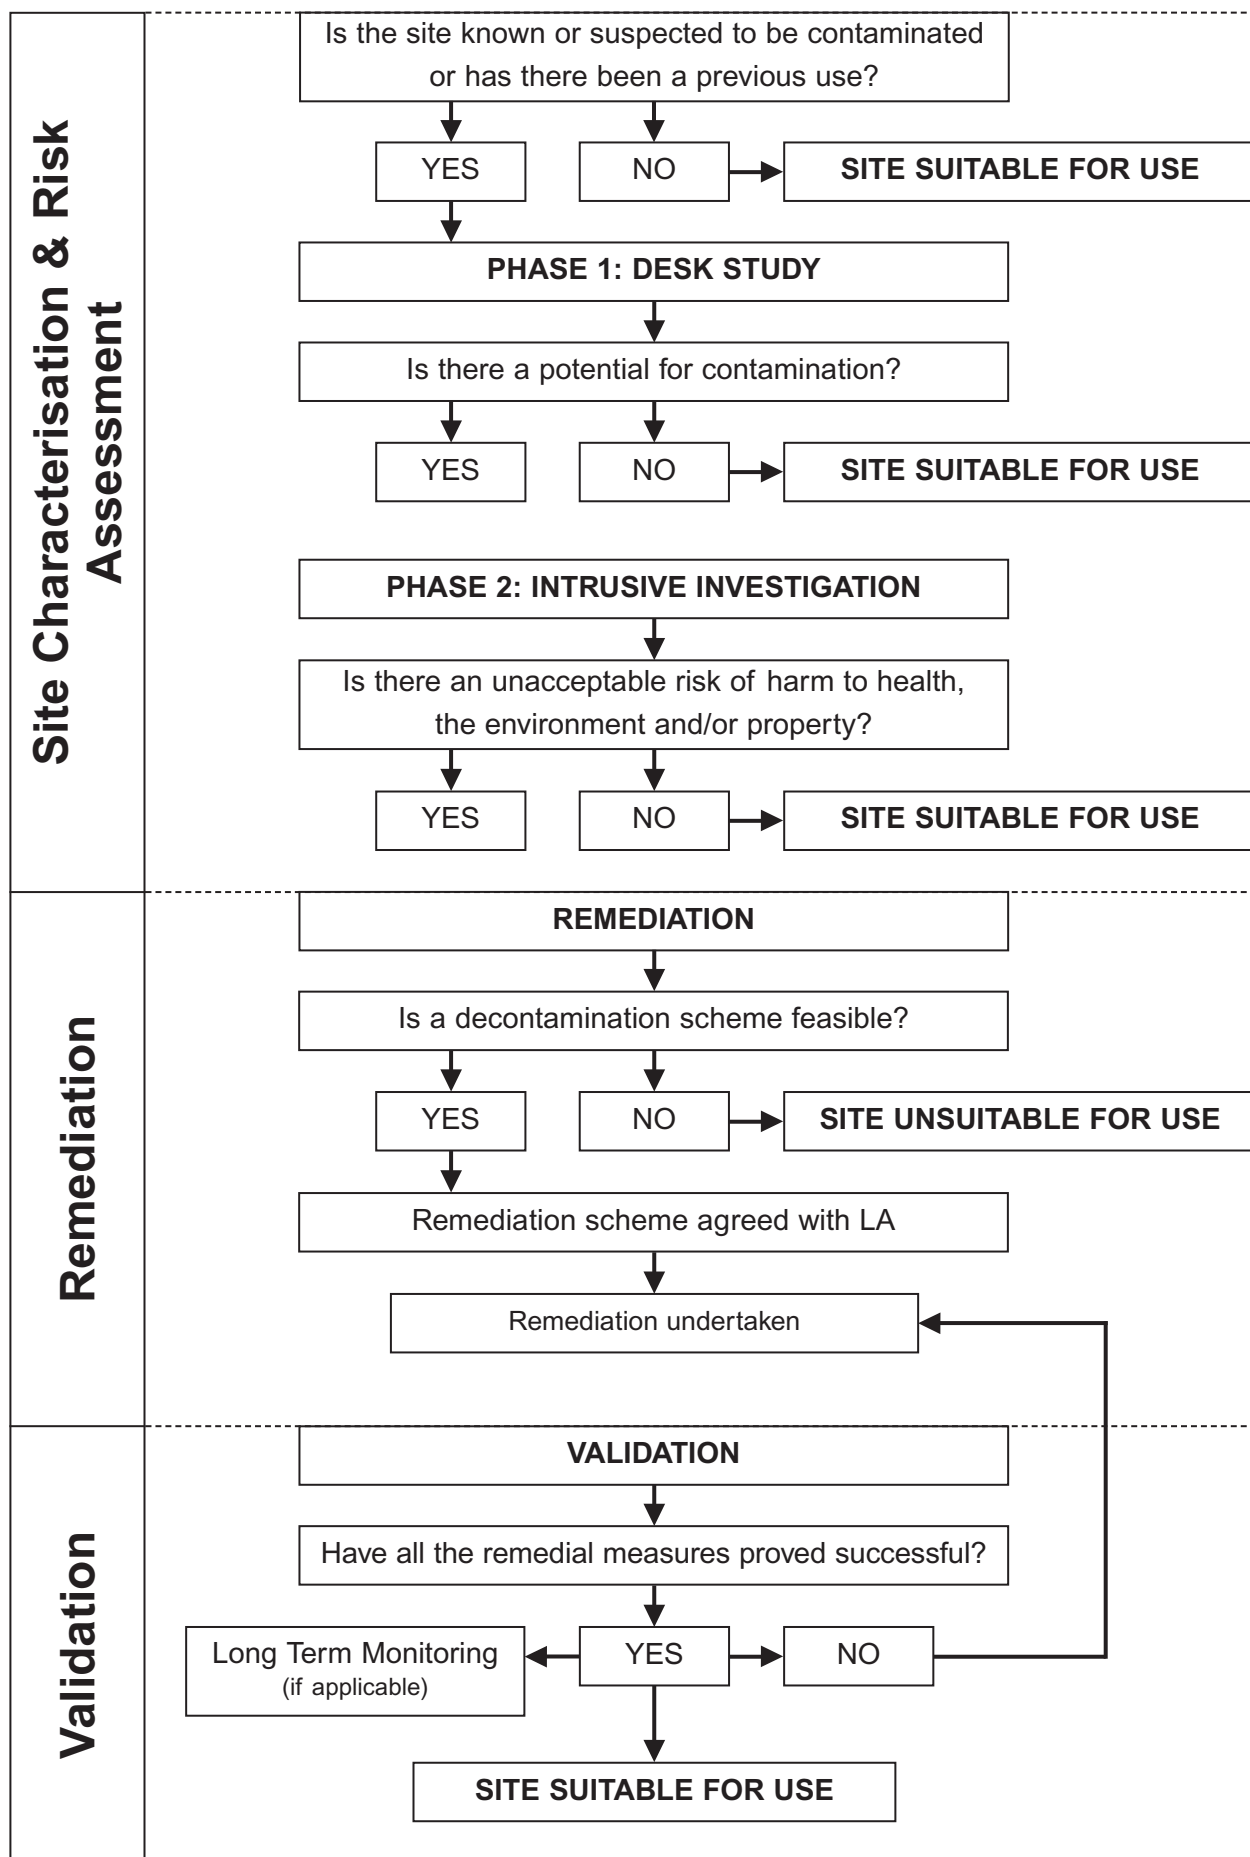 Site Characterisation & Risk
Assessment
Is the site known or suspected to be contaminated
or has there been a previous use?
YES
NO
SITE SUITABLE FOR USE
PHASE 1: DESK STUDY
Is there a potential for contamination?
YES
NO
SITE SUITABLE FOR USE
PHASE 2: INTRUSIVE INVESTIGATION
Is there an unacceptable risk of harm to health,
the environment and/or property?
YES
NO
SITE SUITABLE FOR USE
Remediation
REMEDIATION
Is a decontamination scheme feasible?
YES
NO
SITE UNSUITABLE FOR USE
Remediation scheme agreed with LA
Remediation undertaken
Validation
VALIDATION
Have all the remedial measures proved successful?
Long Term Monitoring
(if applicable)
YES
NO
SITE SUITABLE FOR USE